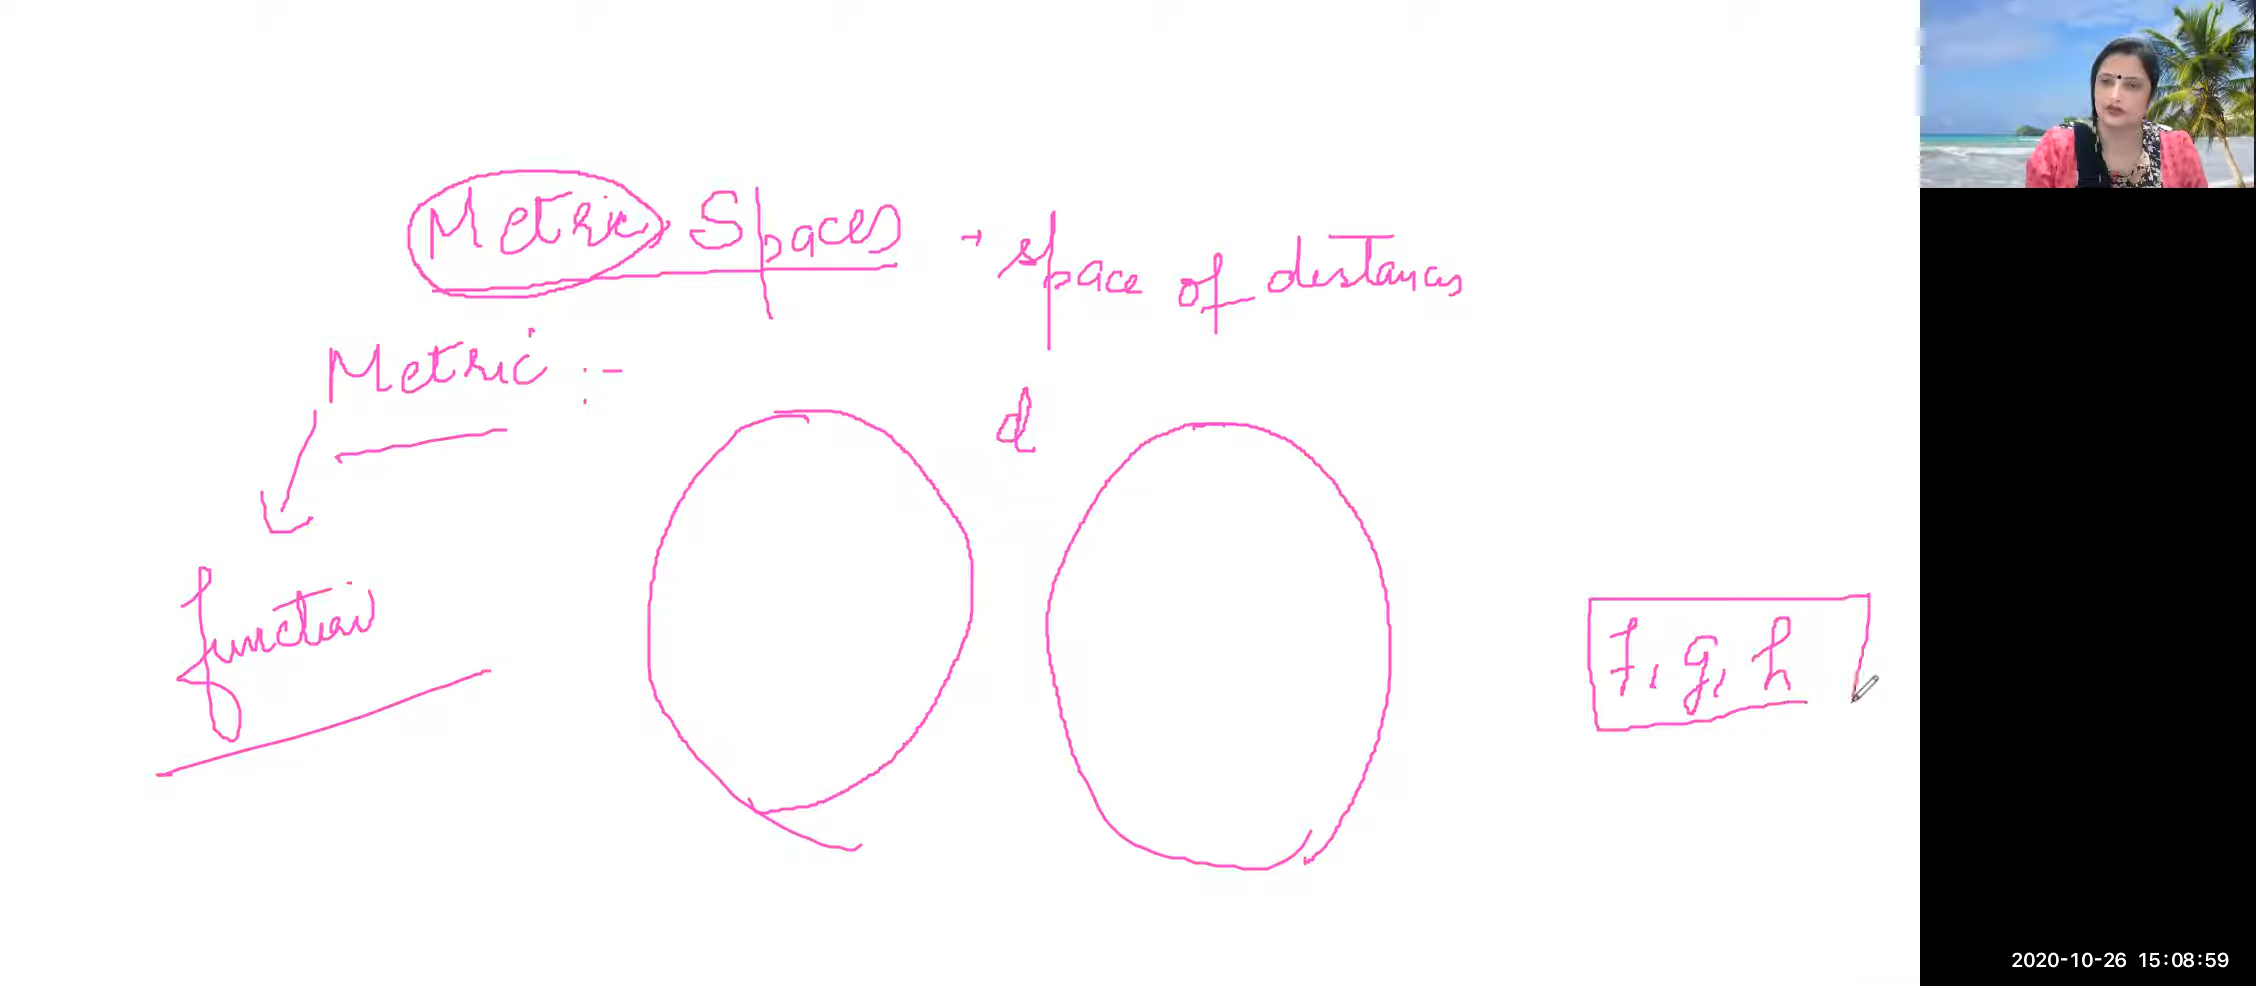 Metric Spaces → space of distances
Metric :-
d
function
f, g, h
2020-10-26 15:08:59